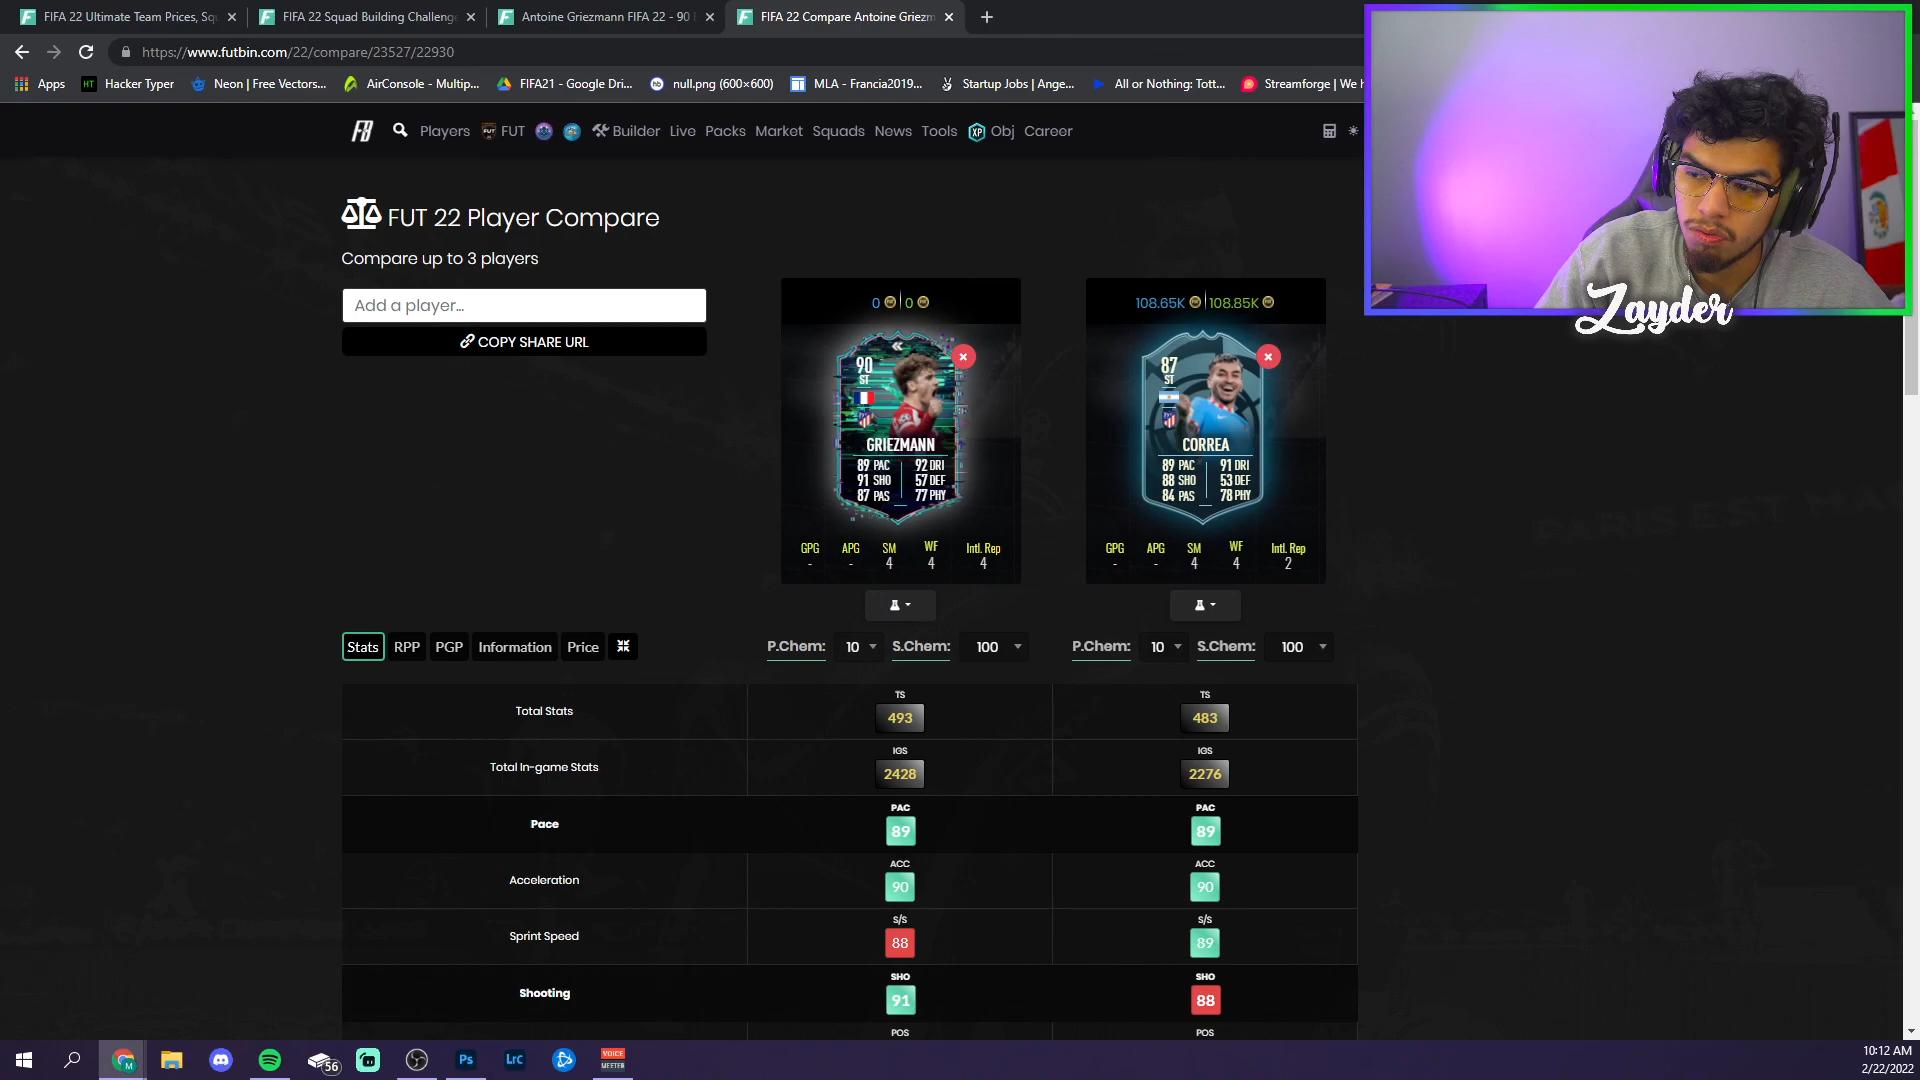 FIFA 22 Ultimate Team Prices, Squ
FIFA 22 Squad Building Challenge
Antoine Griezmann FIFA 22 - 90
FIFA 22 Compare Antoine Griezm
https://www.futbin.com/22/compare/23527/22930
Apps
HT Hacker Typer
Neon | Free Vectors...
AirConsole - Multip...
FIFA21 - Google Dri...
null.png (600×600)
MLA - Francia2019...
Startup Jobs | Ange...
All or Nothing: Tott...
Streamforge | We h
Players
FUT
Builder
Live
Packs
Market
Squads
News
Tools
XP Obj
Career
Zayder
FUT 22 Player Compare
Compare up to 3 players
Add a player...
COPY SHARE URL
0 | 0
90
ST
GRIEZMANN
89 PAC 92 DRI
91 SHO 57 DEF
87 PAS 77 PHY
GPG APG SM WF Intl. Rep
- - 4 4 4
108.65K | 108.85K
87
ST
CORREA
89 PAC 91 DRI
88 SHO 53 DEF
84 PAS 78 PHY
GPG APG SM WF Intl. Rep
- - 4 4 2
Stats
RPP
PGP
Information
Price
P.Chem: 10 S.Chem: 100
P.Chem: 10 S.Chem: 100
TS TS
Total Stats 493 483
IGS IGS
Total In-game Stats 2428 2276
PAC PAC
Pace 89 89
ACC ACC
Acceleration 90 90
S/S S/S
Sprint Speed 88 89
SHO SHO
Shooting 91 88
POS POS
56
Ps
Lrc
VOICE
MEETER
10:12 AM
2/22/2022